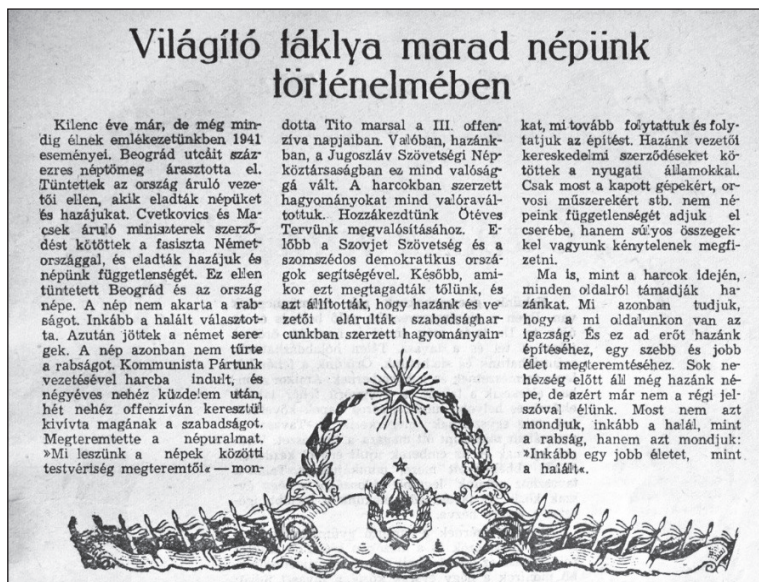 Világító fáklya marad népünk
történelmében
Kilenc éve már, de még min-
dig élnek emlékezetünkben 1941
eseményei. Beográd utcáit száz-
ezres néptömeg árasztotta el.
Tüntettek az ország áruló veze-
tői ellen, akik eladták népüket
és hazájukat. Cvetkovics és Ma-
csek áruló miniszterek szerző-
dést kötöttek a fasiszta Német-
országgal, és eladták hazájuk és
népünk függetlenségét. Ez ellen
tüntetett Beográd és az ország
népe. A nép nem akarta a rab-
ságot. Inkább a halált választot-
ta. Azután jöttek a német sere-
gek. A nép azonban nem tűrte
a rabságot. Kommunista Pártunk
vezetésével harcba indult, és
négyéves nehéz küzdelem után,
hét nehéz offenziván keresztül
kivívta magának a szabadságot.
Megteremtette a népuralmat.
»Mi leszünk a népek közötti
testvériség megteremtői« — mon-
dotta Tito marsal a III. offen-
zíva napjaiban. Valóban, hazánk-
ban, a Jugoszláv Szövetségi Nép-
köztársaságban ez mind valóság-
gá vált. A harcokban szerzett
hagyományokat mind valóravál-
tottuk. Hozzákezdtünk Ötéves
Tervünk megvalósításához. E-
lőbb a Szovjet Szövetség és a
szomszédos demokratikus orszá-
gok segítségével. Később, ami-
kor ezt megtagadták tőlünk, és
azt állították, hogy hazánk és ve-
zetői elárulták szabadsághar-
cunkban szerzett hagyományain-
kat, mi tovább folytattuk és foly-
tatjuk az építést. Hazánk vezetői
kereskedelmi szerződéseket kö-
töttek a nyugati államokkal.
Csak most a kapott gépekért, or-
vosi műszerekért stb. nem né-
peink függetlenségét adjuk el
cserébe, hanem súlyos összegek-
kel vagyunk kénytelenek megfi-
zetni.
Ma is, mint a harcok idején,
minden oldalról támadják ha-
zánkat. Mi azonban tudjuk,
hogy a mi oldalunkon van az
igazság. És ez ad erőt hazánk
építéséhez, egy szebb és jobb
élet megteremtéséhez. Sok ne-
hézség előtt áll még hazánk né-
pe, de azért már nem a régi jel-
szóval élünk. Most nem azt
mondjuk, inkább a halál, mint
a rabság, hanem azt mondjuk:
»Inkább egy jobb életet, mint
a halált«.